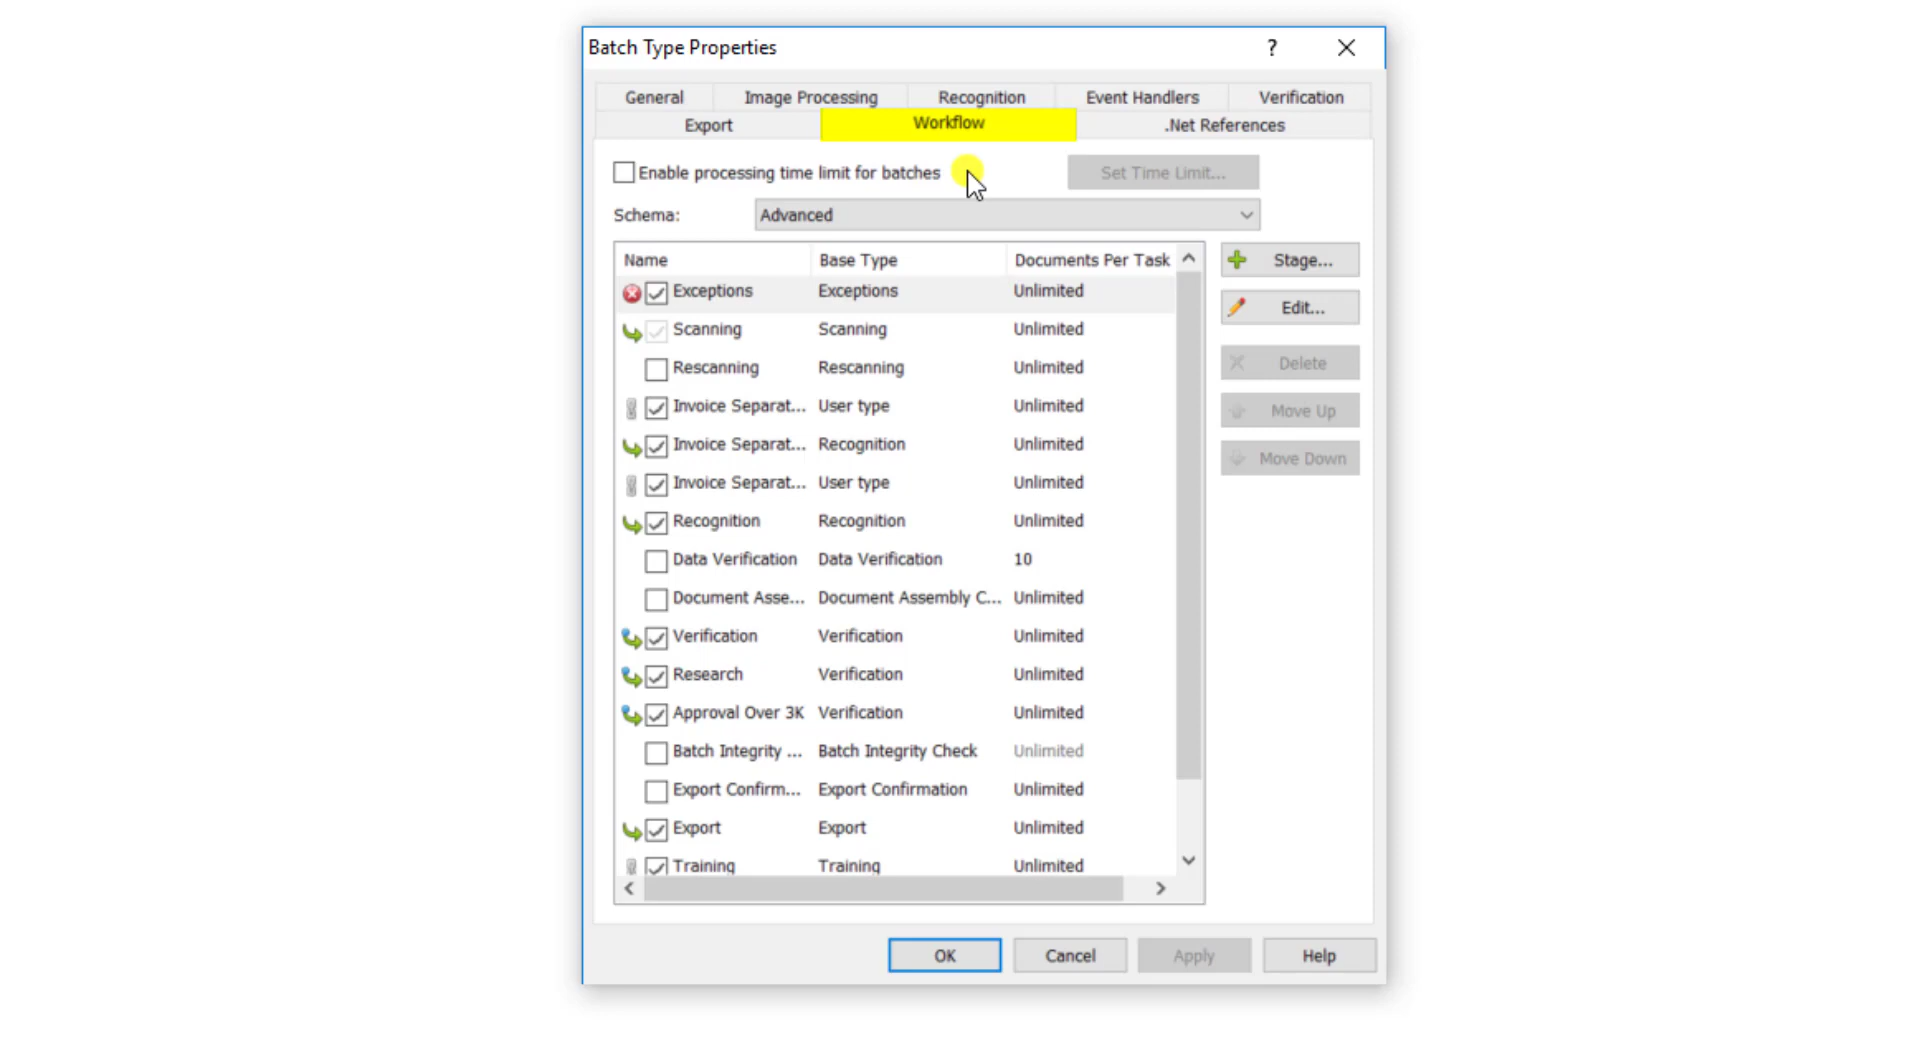 Batch Type Properties ?
General Image Processing Recognition Event Handlers Verification
Export Workflow .Net References
Enable processing time limit for batches Set Time Limit...
Schema: Advanced
Name Base Type Documents Per Task Stage...
Exceptions Exceptions Unlimited Edit...
Scanning Scanning Unlimited
Rescanning Rescanning Unlimited Delete
Invoice Separat... User type Unlimited Move Up
Invoice Separat... Recognition Unlimited Move Down
Invoice Separat... User type Unlimited
Recognition Recognition Unlimited
Data Verification Data Verification 10
Document Asse... Document Assembly C... Unlimited
Verification Verification Unlimited
Research Verification Unlimited
Approval Over 3K Verification Unlimited
Batch Integrity ... Batch Integrity Check Unlimited
Export Confirm... Export Confirmation Unlimited
Export Export Unlimited
Training Training Unlimited
OK Cancel Apply Help